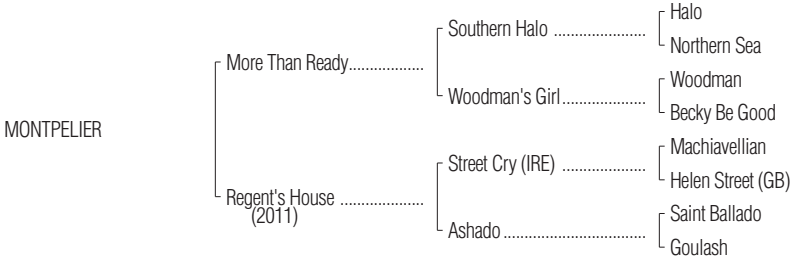 Halo
Southern Halo ......................
Northern Sea
More Than Ready..................
Woodman
Woodman's Girl....................
Becky Be Good
MONTPELIER
Machiavellian
Street Cry (IRE) ....................
Helen Street (GB)
Regent's House ....................
(2011)
Saint Ballado
Ashado..................................
Goulash